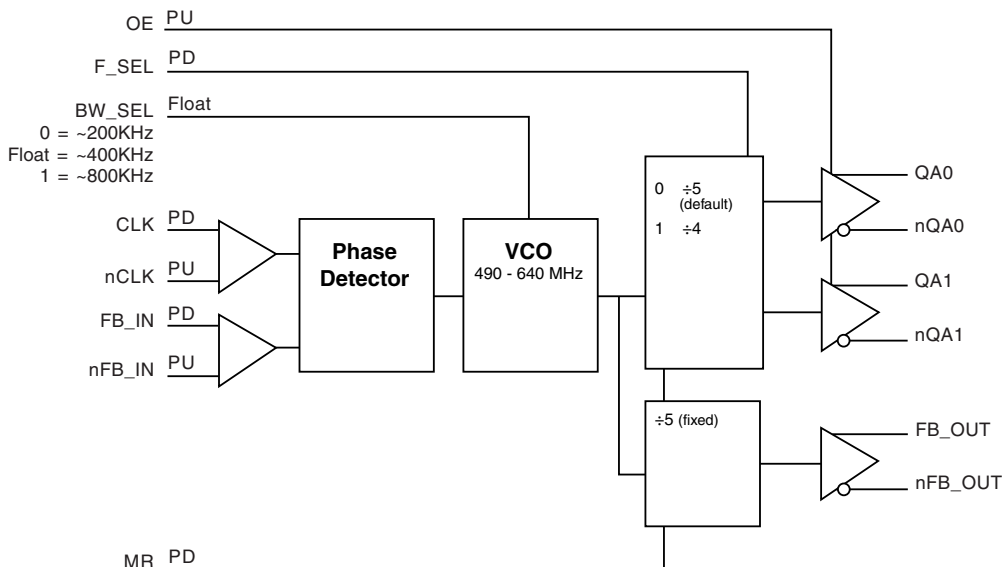 OE PU
F_SEL PD
BW_SEL Float
0 = ~200KHz
Float = ~400KHz
1 = ~800KHz
CLK PD
nCLK PU
FB_IN PD
nFB_IN PU
Phase
Detector
VCO
490 - 640 MHz
0 ÷5
(default)
1 ÷4
QA0
nQA0
QA1
nQA1
÷5 (fixed)
FB_OUT
nFB_OUT
MR PD